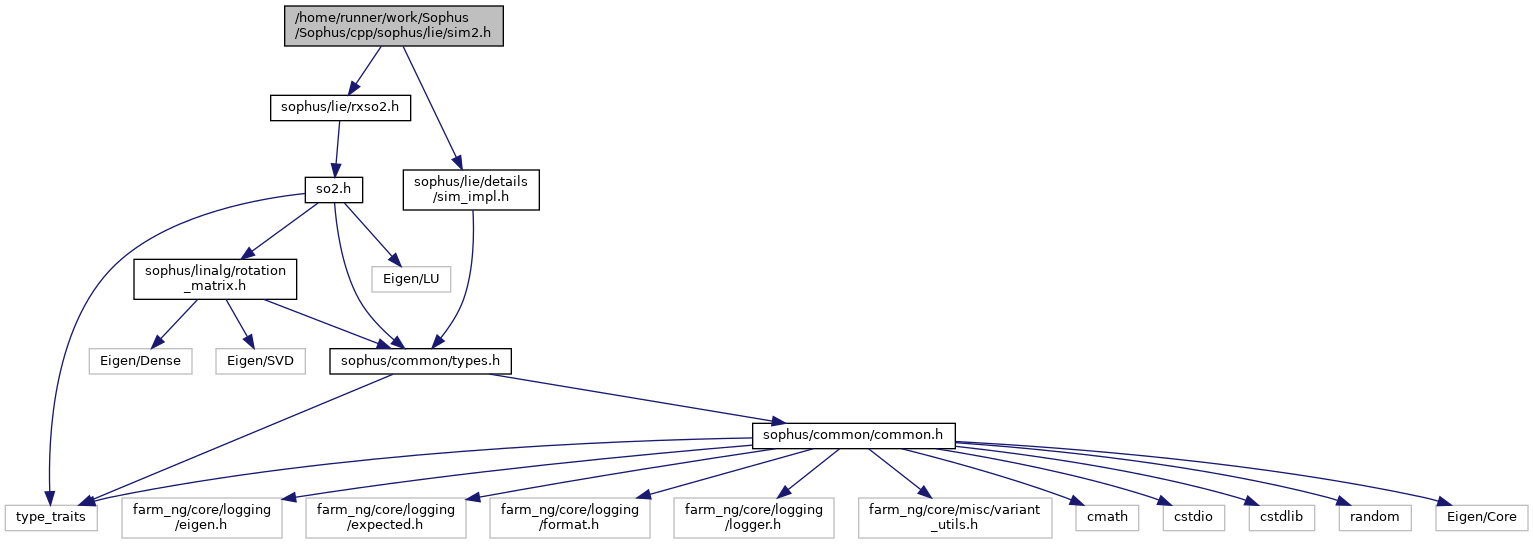 /home/runner/work/Sophus
/Sophus/cpp/sophus/lie/sim2.h
sophus/lie/rxso2.h
sophus/lie/details
/sim_impl.h
so2.h
sophus/linalg/rotation
_matrix.h
Eigen/LU
Eigen/Dense
Eigen/SVD
sophus/common/types.h
sophus/common/common.h
type_traits
farm_ng/core/logging
/eigen.h
farm_ng/core/logging
/expected.h
farm_ng/core/logging
/format.h
farm_ng/core/logging
/logger.h
farm_ng/core/misc/variant
_utils.h
cmath
cstdio
cstdlib
random
Eigen/Core